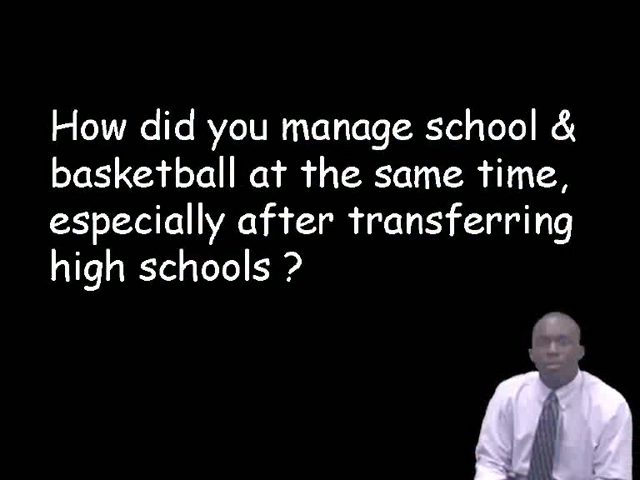 How did you manage school &
basketball at the same time,
especially after transferring
high schools ?